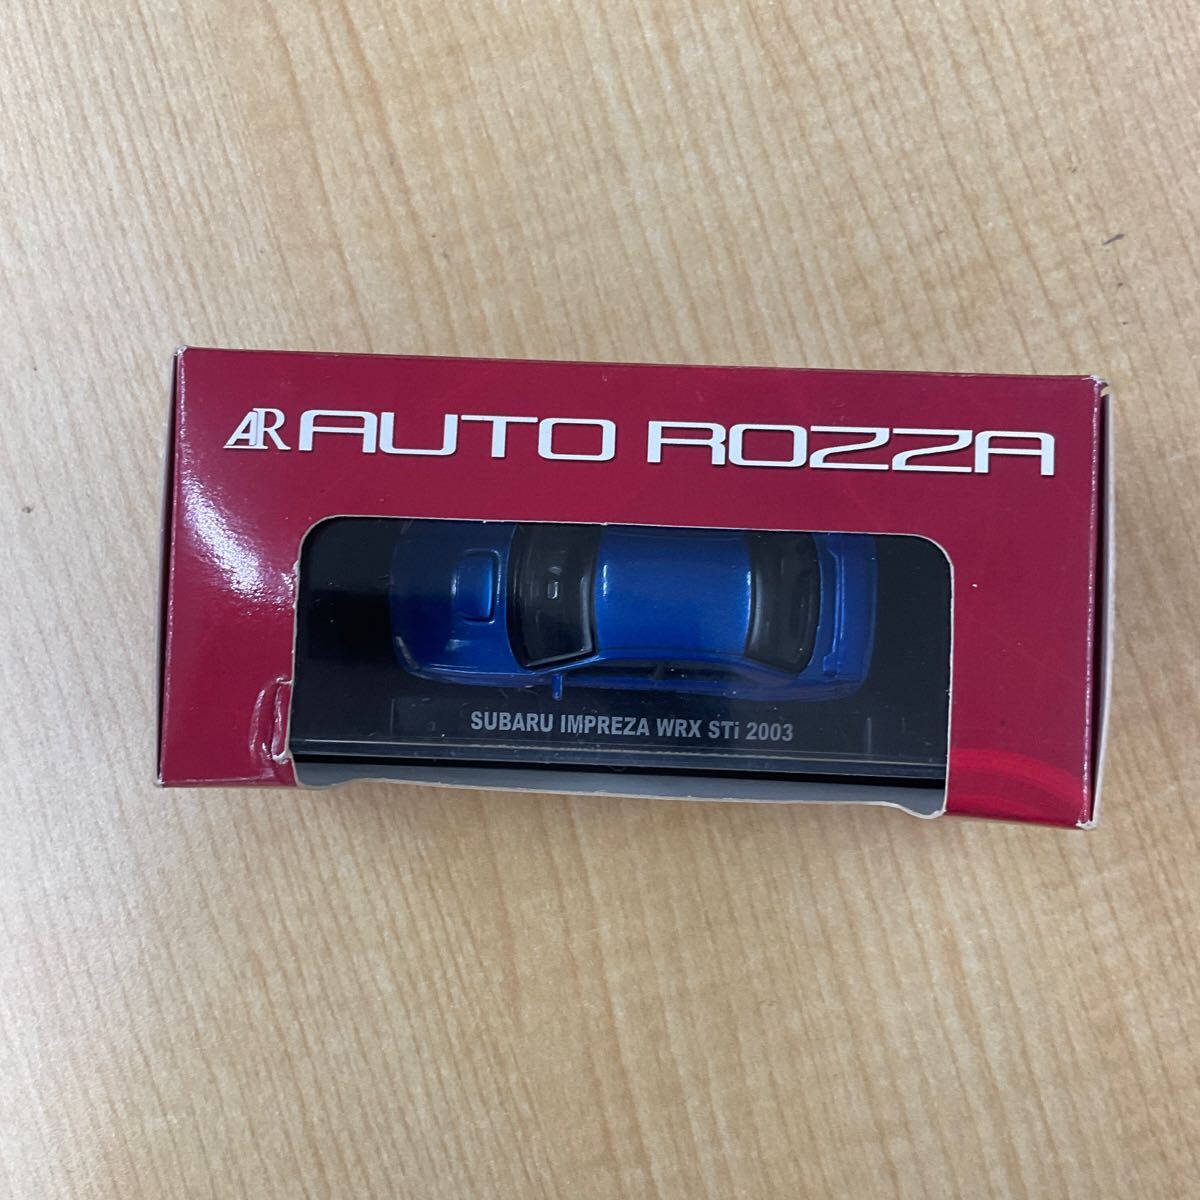 AR AUTO ROZZA
SUBARU IMPREZA WRX STi 2003